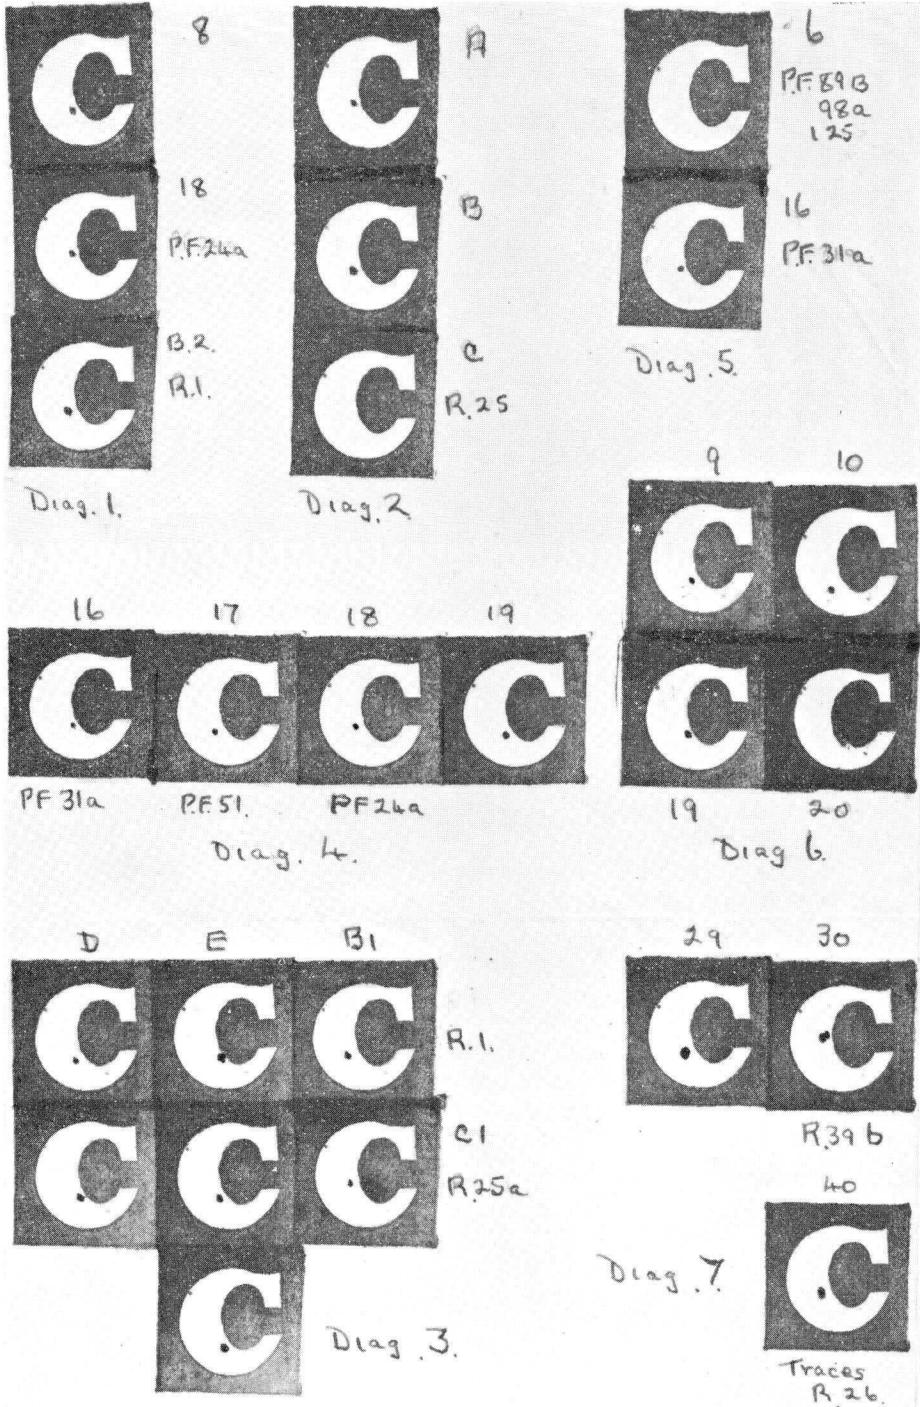 8
C
18
C
P.F.24a
B.2.
C
R.1.
Diag. 1.
A
C
B
C
C
C
R.25
Diag. 2
6
C
P.F.89B
98a
125
16
C
P.F.31a
Diag. 5.
16 17 18 19
C C C C
PF 31a P.F.51. PF24a
Diag. 4.
9 10
C C
C C
19 20
Diag 6.
D E B1
C C C
R.1.
C1
C C C
R.25a
C
Diag. 3.
29 30
C C
R.39b
40
C
Diag. 7.
Traces
R.26.